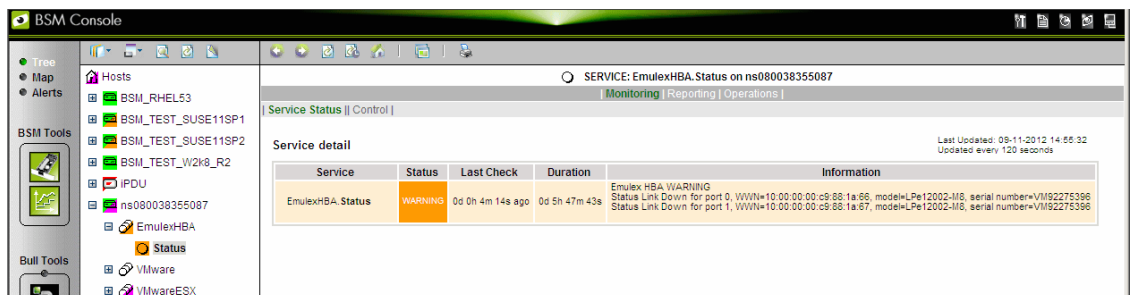 BSM Console
Tree
Map
Alerts
BSM Tools
Bull Tools
Hosts
BSM_RHEL53
BSM_TEST_SUSE11SP1
BSM_TEST_SUSE11SP2
BSM_TEST_W2k8_R2
iPDU
ns080038355087
EmulexHBA
Status
VMware
VMwareESX
SERVICE: EmulexHBA.Status on ns080038355087
| Monitoring | Reporting | Operations |
| Service Status || Control |
Service detail
Last Updated: 09-11-2012 14:56:32
Updated every 120 seconds
Service Status Last Check Duration Information
EmulexHBA.Status WARNING 0d 0h 4m 14s ago 0d 5h 47m 43s
Emulex HBA WARNING
Status Link Down for port 0, WWN=10:00:00:00:c9:88:1a:66, model=LPe12002-M8, serial number=VM92275396
Status Link Down for port 1, WWN=10:00:00:00:c9:88:1a:67, model=LPe12002-M8, serial number=VM92275396